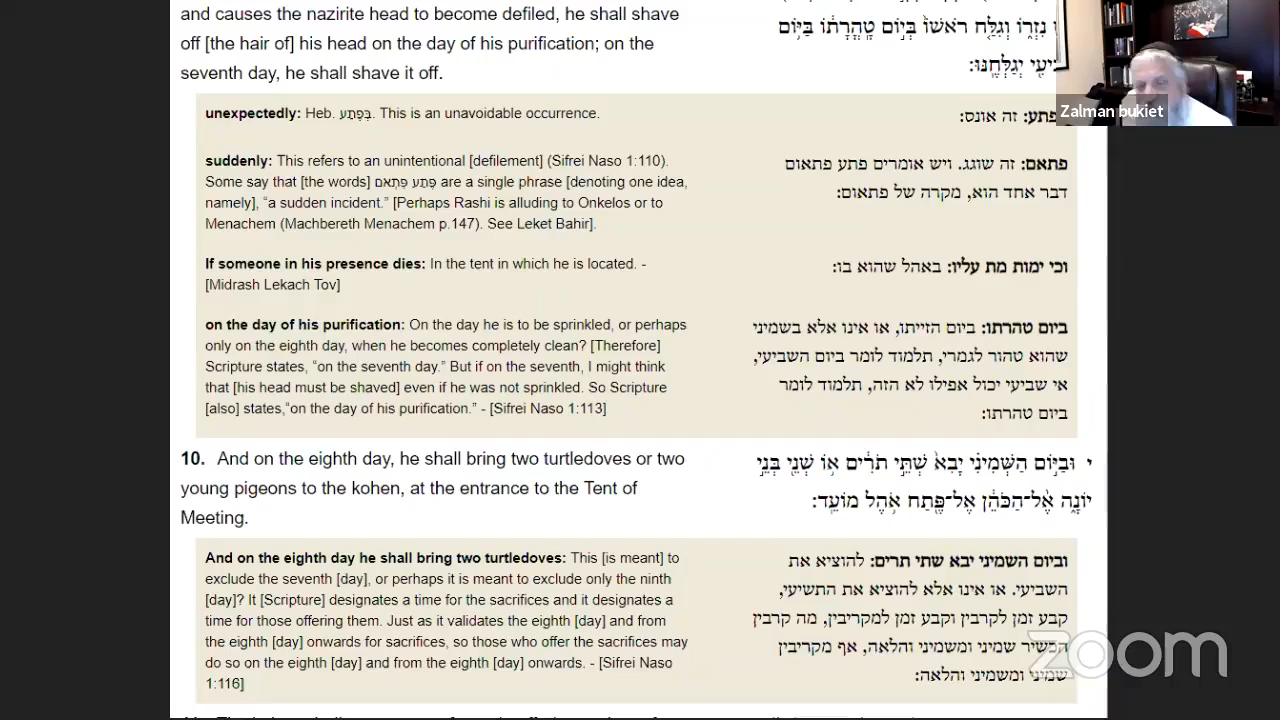 and causes the nazirite head to become defiled, he shall shave
off [the hair of] his head on the day of his purification; on the
seventh day, he shall shave it off.
נִזְר֑וֹ וְגִלַּ֤ח רֹאשׁוֹ֙ בְּי֣וֹם טָֽהֳרָת֔וֹ בַּיּ֥וֹם
יְגַלְּחֶֽנּוּ:
Zalman bukiet
unexpectedly: Heb. בְּפֶתַע. This is an unavoidable occurrence.
זה אונס:
suddenly: This refers to an unintentional [defilement] (Sifrei Naso 1:110).
Some say that [the words] פֶּתַע פִּתְאֹם are a single phrase [denoting one idea,
namely], “a sudden incident.” [Perhaps Rashi is alluding to Onkelos or to
Menachem (Machbereth Menachem p.147). See Leket Bahir].
פתאם: זה שוגג. ויש אומרים פתע פתאום
דבר אחד הוא, מקרה של פתאום:
If someone in his presence dies: In the tent in which he is located. -
[Midrash Lekach Tov]
וכי ימות מת עליו: באהל שהוא בו:
on the day of his purification: On the day he is to be sprinkled, or perhaps
only on the eighth day, when he becomes completely clean? [Therefore]
Scripture states, “on the seventh day.” But if on the seventh, I might think
that [his head must be shaved] even if he was not sprinkled. So Scripture
[also] states,“on the day of his purification.” - [Sifrei Naso 1:113]
ביום טהרתו: ביום הזייתו, או אינו אלא בשמיני
שהוא טהור לגמרי, תלמוד לומר ביום השביעי,
אי שביעי יכול אפילו לא הזה, תלמוד לומר
ביום טהרתו:
10. And on the eighth day, he shall bring two turtledoves or two
young pigeons to the kohen, at the entrance to the Tent of
Meeting.
י וּבַיּ֣וֹם הַשְּׁמִינִ֗י יָבִא֙ שְׁתֵּ֣י תֹרִ֔ים א֥וֹ שְׁנֵ֖י בְּנֵ֣י
יוֹנָ֑ה אֶ֨ל־הַכֹּהֵ֔ן אֶל־פֶּ֖תַח אֹ֥הֶל מוֹעֵֽד:
And on the eighth day he shall bring two turtledoves: This [is meant] to
exclude the seventh [day], or perhaps it is meant to exclude only the ninth
[day]? It [Scripture] designates a time for the sacrifices and it designates a
time for those offering them. Just as it validates the eighth [day] and from
the eighth [day] onwards for sacrifices, so those who offer the sacrifices may
do so on the eighth [day] and from the eighth [day] onwards. - [Sifrei Naso
1:116]
וביום השמיני יבא שתי תרים: להוציא את
השביעי. או אינו אלא להוציא את התשיעי,
קבע זמן לקרבין וקבע זמן למקריבין, מה קרבין
הכשיר שמיני ומשמיני והלאה, אף מקריבין
שמיני ומשמיני והלאה:
zoom